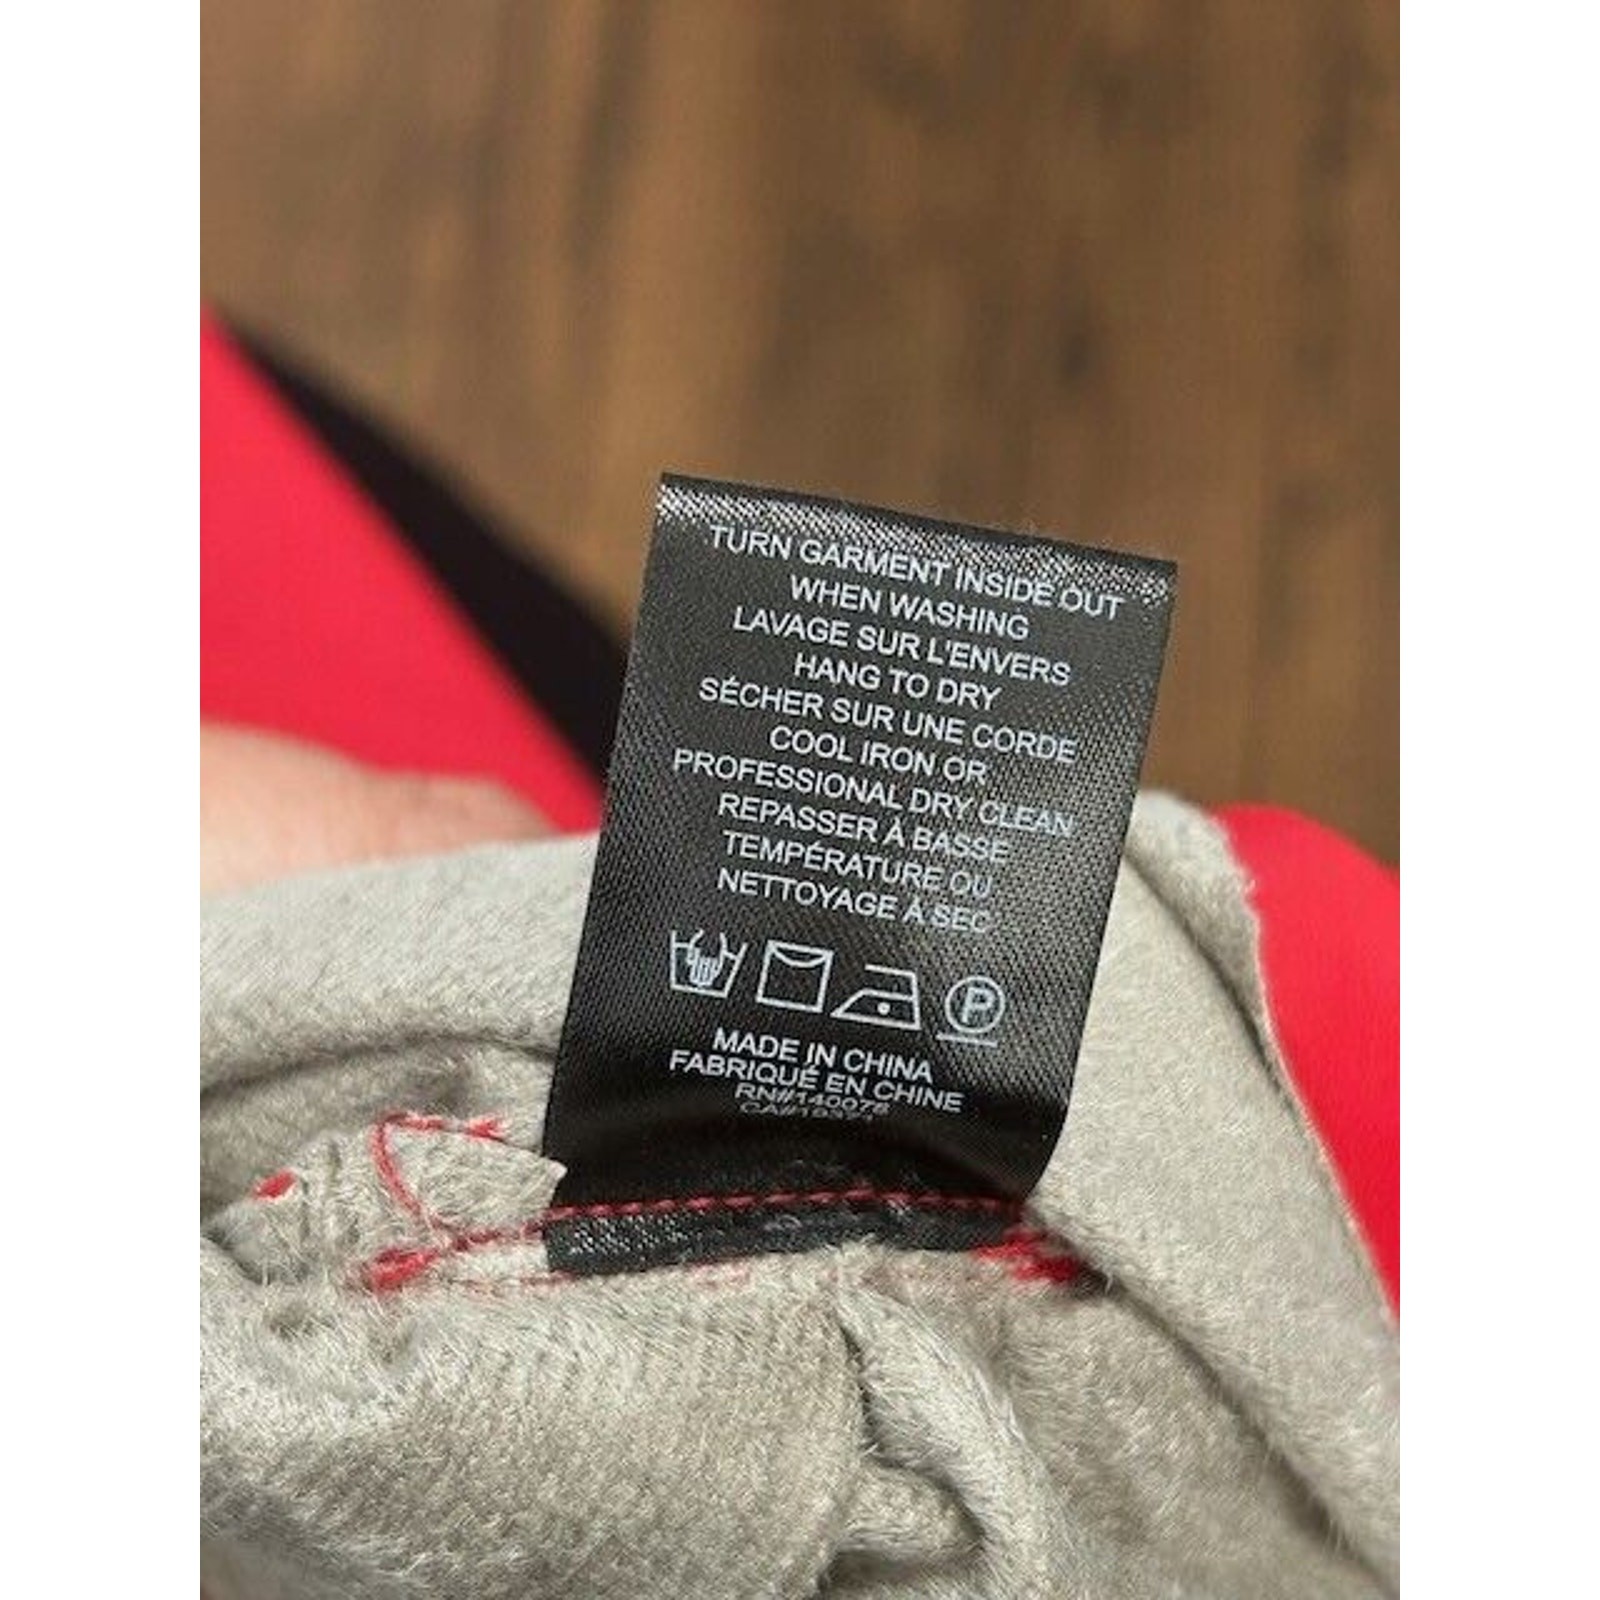 TURN GARMENT INSIDE OUT
WHEN WASHING
LAVAGE SUR L'ENVERS
HANG TO DRY
SÉCHER SUR UNE CORDE
COOL IRON OR
PROFESSIONAL DRY CLEAN
REPASSER À BASSE
TEMPÉRATURE OU
NETTOYAGE À SEC
P
MADE IN CHINA
FABRIQUÉ EN CHINE
RN#140078